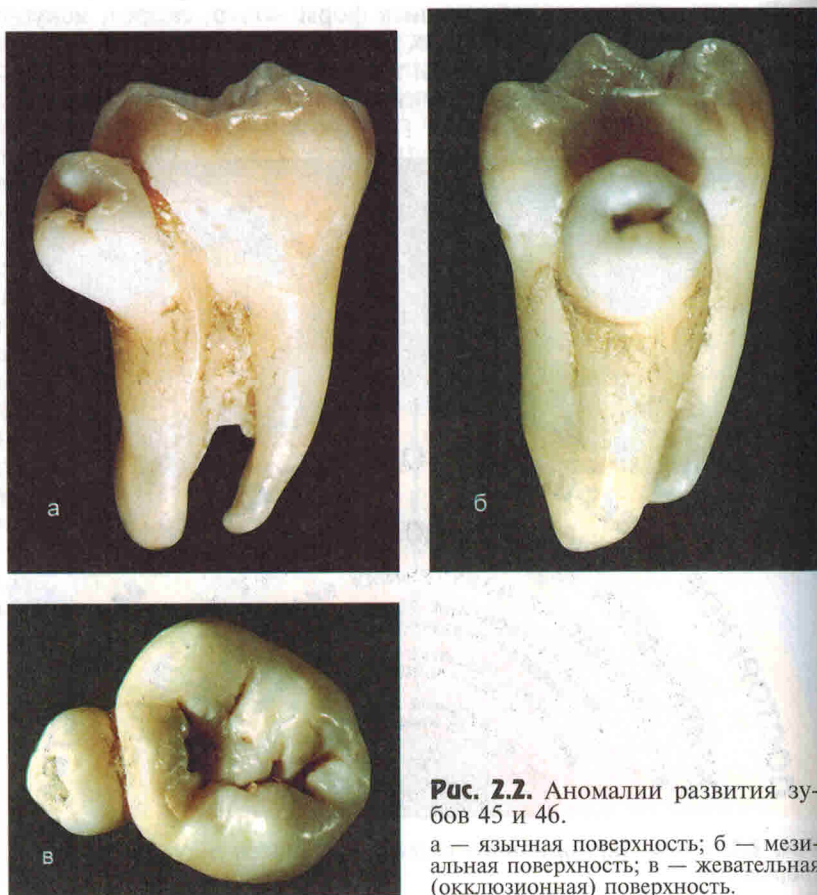 а
б
в
Рис. 2.2. Аномалии развития зу-
бов 45 и 46.
а — язычная поверхность; б — мези-
альная поверхность; в — жевательная
(окклюзионная) поверхность.